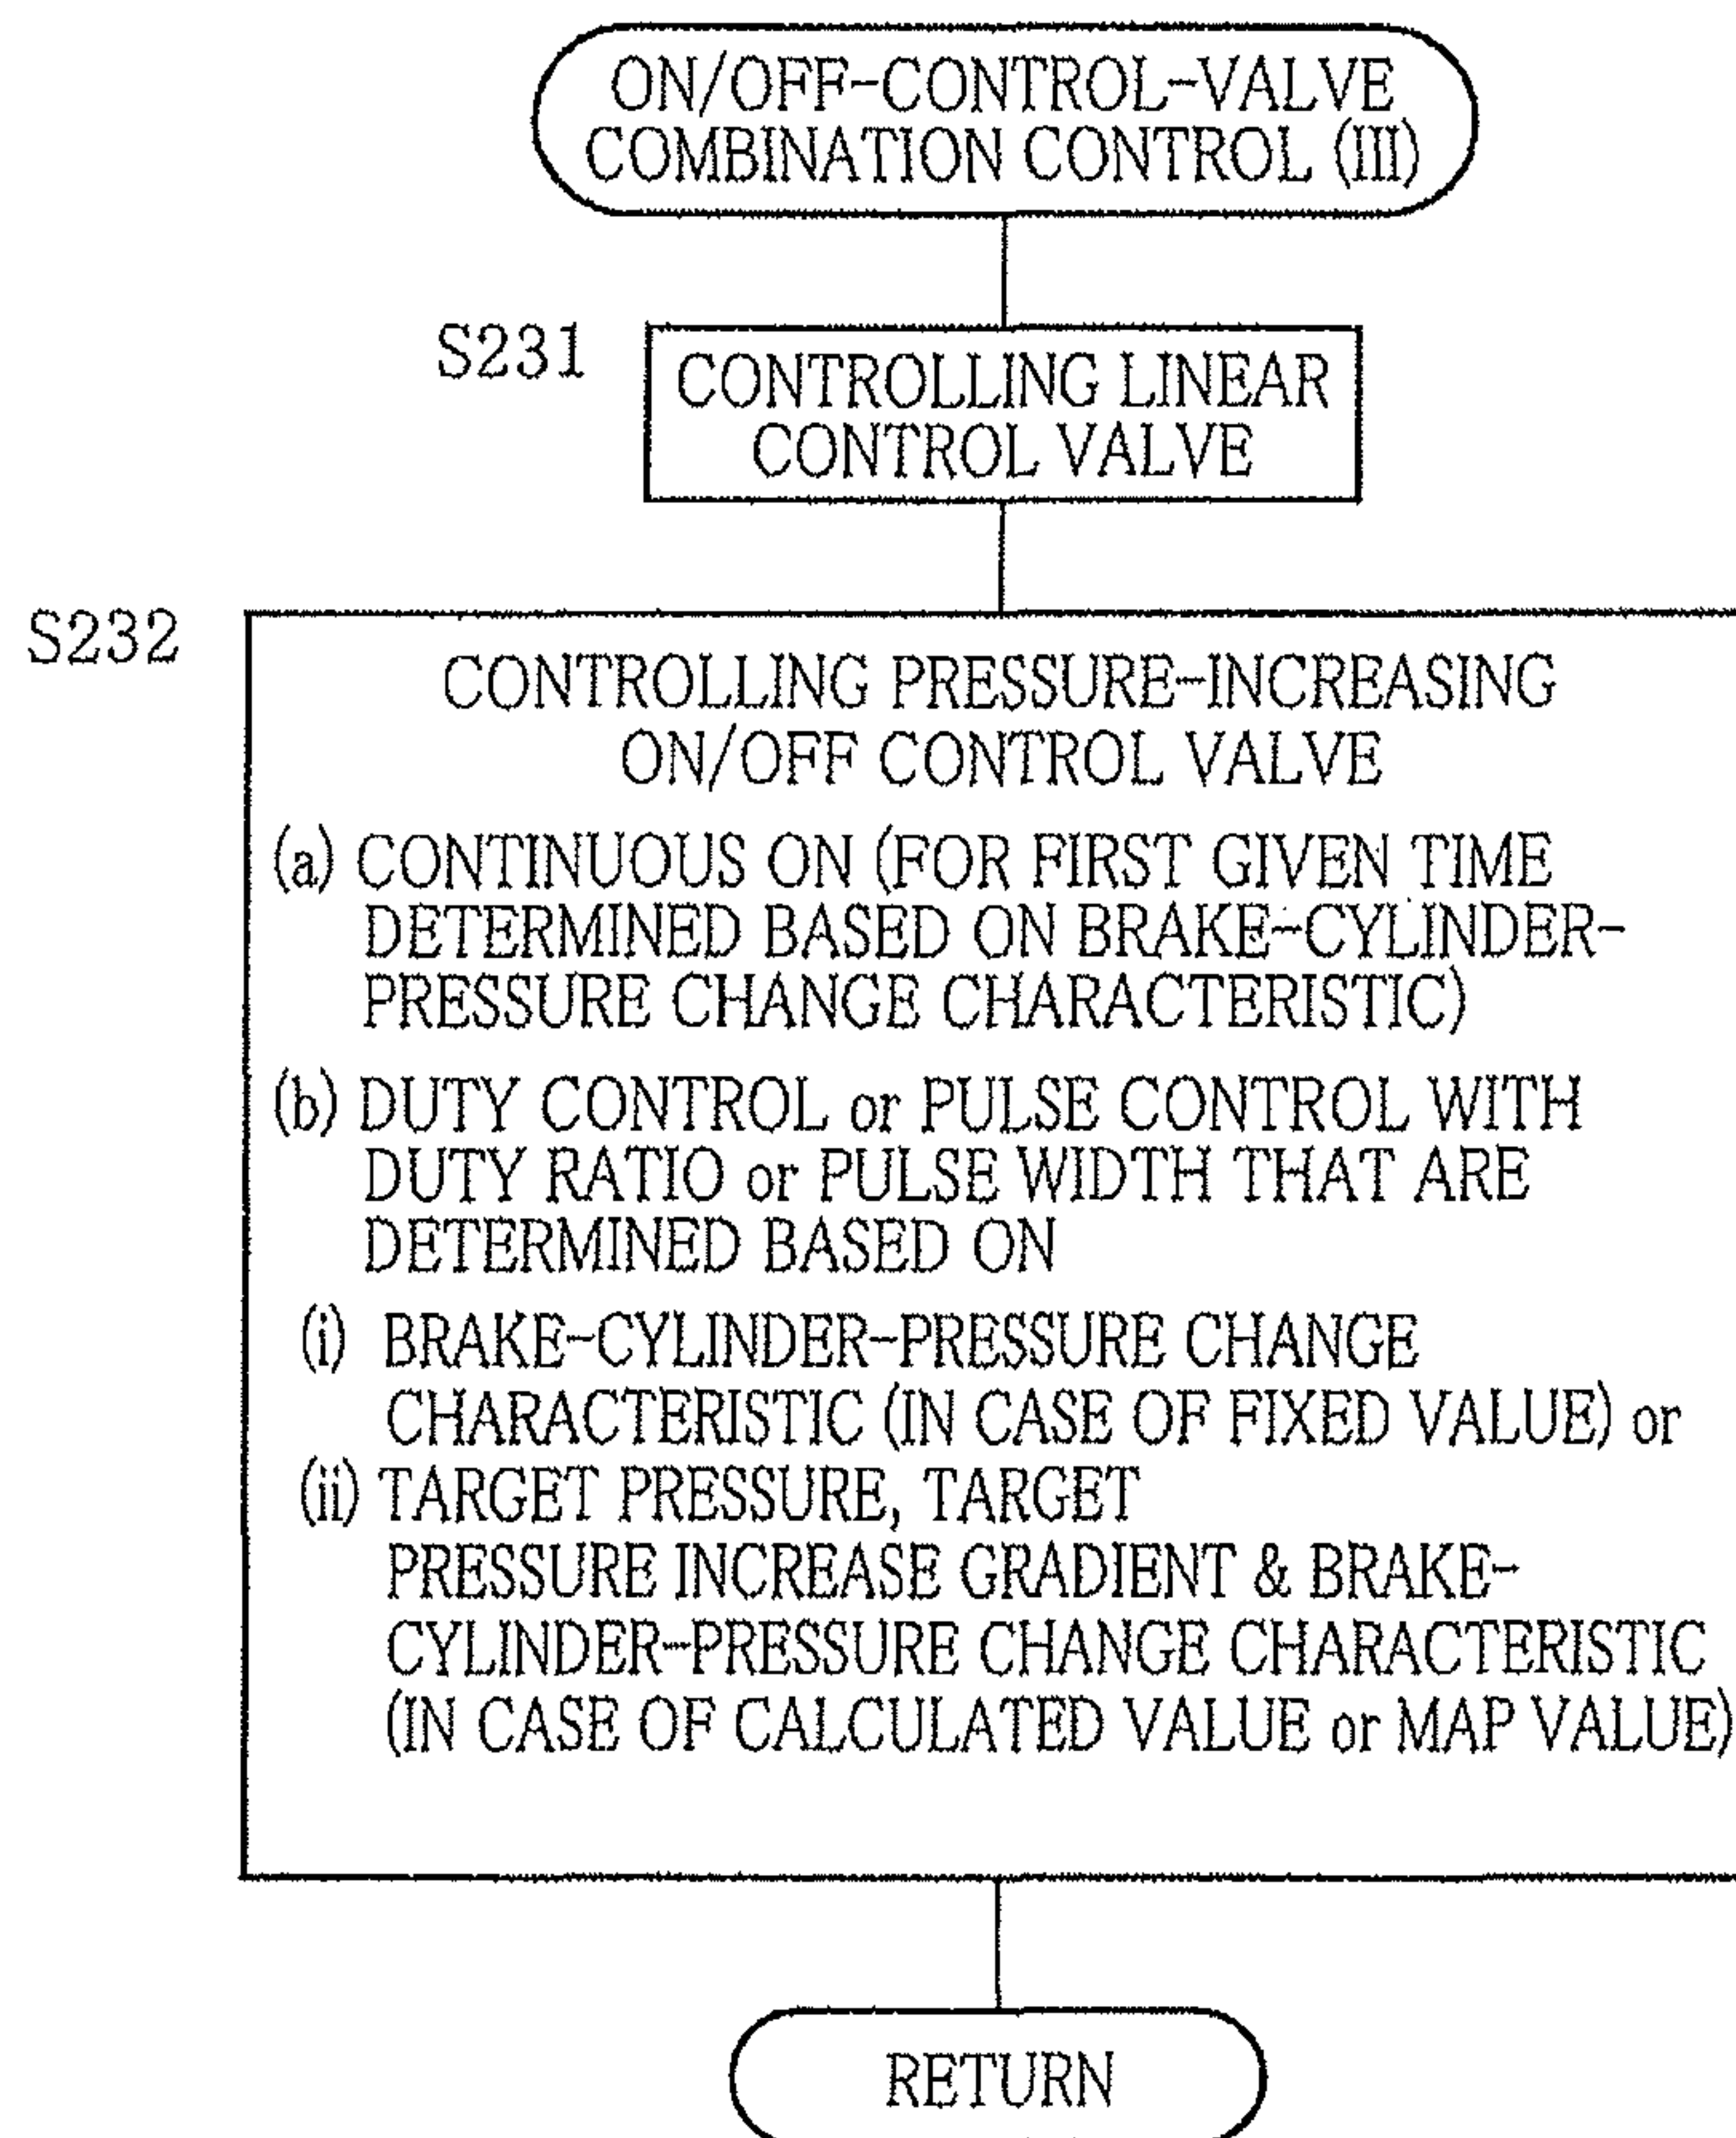 ON/OFF-CONTROL-VALVE
COMBINATION CONTROL (III)
S231
CONTROLLING LINEAR
CONTROL VALVE
S232
CONTROLLING PRESSURE-INCREASING
ON/OFF CONTROL VALVE
(a) CONTINUOUS ON (FOR FIRST GIVEN TIME
DETERMINED BASED ON BRAKE-CYLINDER-
PRESSURE CHANGE CHARACTERISTIC)
(b) DUTY CONTROL or PULSE CONTROL WITH
DUTY RATIO or PULSE WIDTH THAT ARE
DETERMINED BASED ON
(i) BRAKE-CYLINDER-PRESSURE CHANGE
CHARACTERISTIC (IN CASE OF FIXED VALUE) or
(ii) TARGET PRESSURE, TARGET
PRESSURE INCREASE GRADIENT & BRAKE-
CYLINDER-PRESSURE CHANGE CHARACTERISTIC
(IN CASE OF CALCULATED VALUE or MAP VALUE)
RETURN